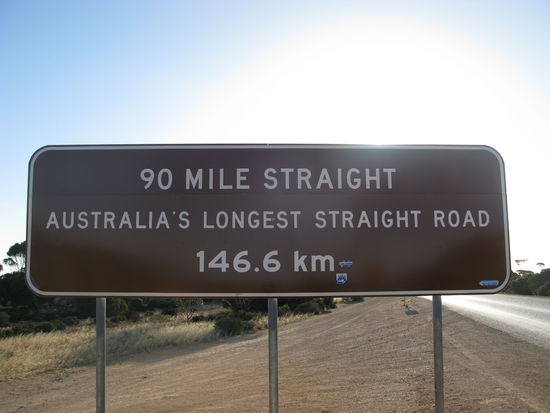 90 MILE STRAIGHT
AUSTRALIA'S LONGEST STRAIGHT ROAD
146.6 km